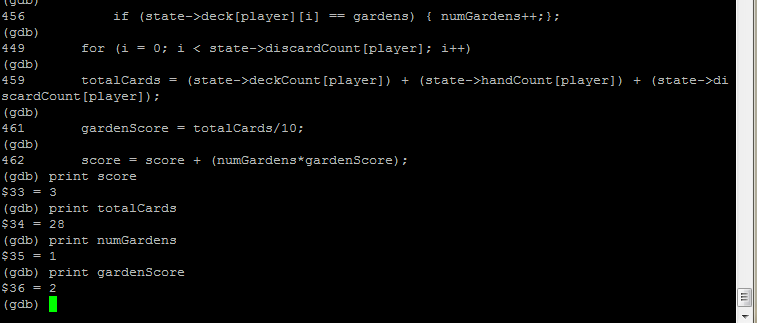 (gdb)
456             if (state->deck[player][i] == gardens) { numGardens++;};
(gdb)
449         for (i = 0; i < state->discardCount[player]; i++)
(gdb)
459         totalCards = (state->deckCount[player]) + (state->handCount[player]) + (state->di
scardCount[player]);
(gdb)
461         gardenScore = totalCards/10;
(gdb)
462         score = score + (numGardens*gardenScore);
(gdb) print score
$33 = 3
(gdb) print totalCards
$34 = 28
(gdb) print numGardens
$35 = 1
(gdb) print gardenScore
$36 = 2
(gdb)